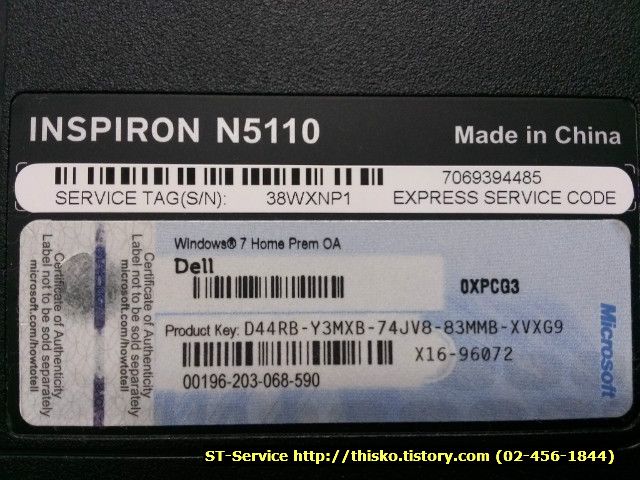 INSPIRON N5110
Made in China
7069394485
SERVICE TAG(S/N): 38WXNP1 EXPRESS SERVICE CODE
Certificate of Authenticity
Label not to be sold separately
microsoft.com/howtotell
Certificate of Authenticity
Label not to be sold separately
microsoft.com/howtotell
Windows® 7 Home Prem OA
Dell
0XPCG3
Product Key: D44RB-Y3MXB-74JV8-83MMB-XVXG9
X16-96072
00196-203-068-590
Microsoft
ST-Service http://thisko.tistory.com (02-456-1844)